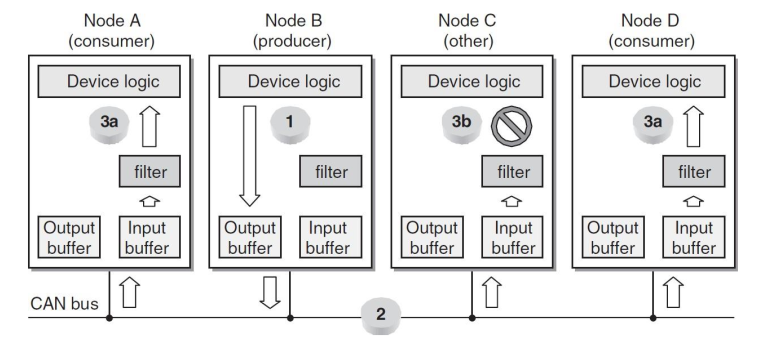 Node A
(consumer)
Node B
(producer)
Node C
(other)
Node D
(consumer)
Device logic
Device logic
Device logic
Device logic
3a
1
3b
3a
filter
filter
filter
filter
Output
buffer
Input
buffer
Output
buffer
Input
buffer
Output
buffer
Input
buffer
Output
buffer
Input
buffer
CAN bus
2